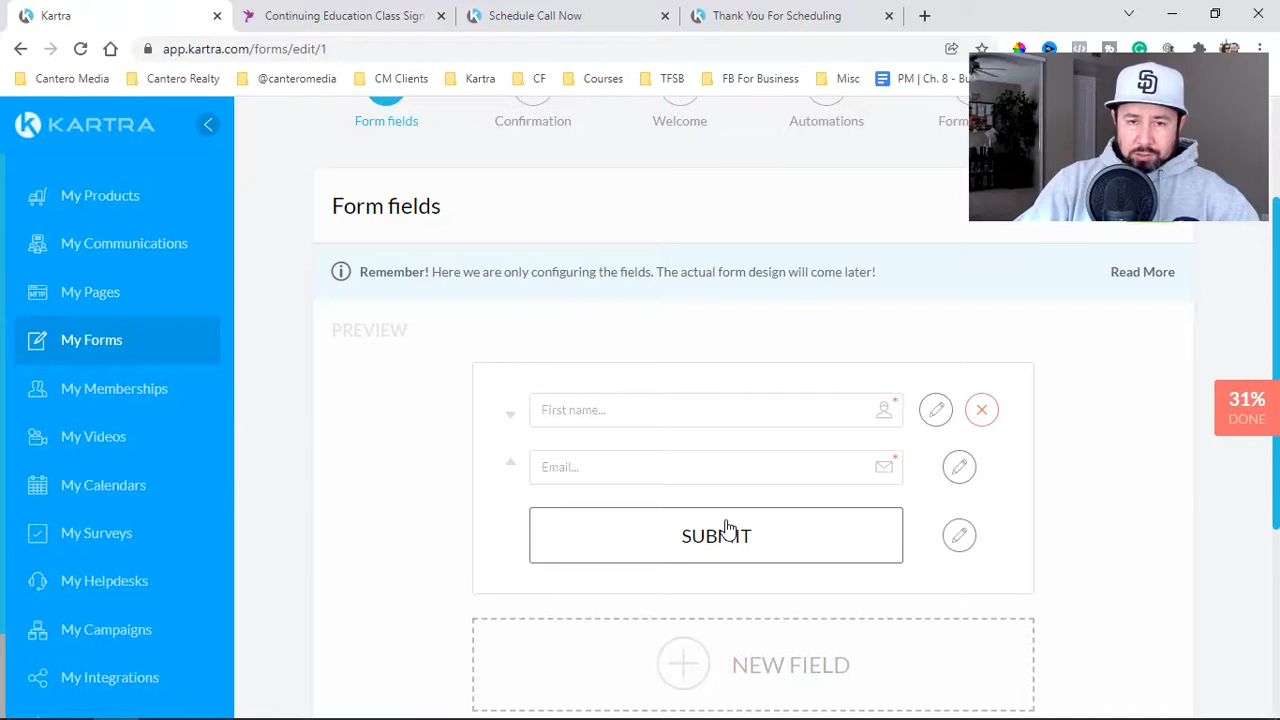 Kartra
Continuing Education Class Sign
Schedule Call Now
Thank You For Scheduling
app.kartra.com/forms/edit/1
Cantero Media
Cantero Realty
@canteromedia
CM Clients
Kartra
CF
Courses
TFSB
FB For Business
Misc
PM | Ch. 8 - Bu
KARTRA
Form fields
Confirmation
Welcome
Automations
Form
My Products
My Communications
My Pages
My Forms
My Memberships
My Videos
My Calendars
My Surveys
My Helpdesks
My Campaigns
My Integrations
Form fields
Remember! Here we are only configuring the fields. The actual form design will come later!
Read More
PREVIEW
First name... *
Email... *
SUBMIT
NEW FIELD
31%
DONE
SD
HTTP